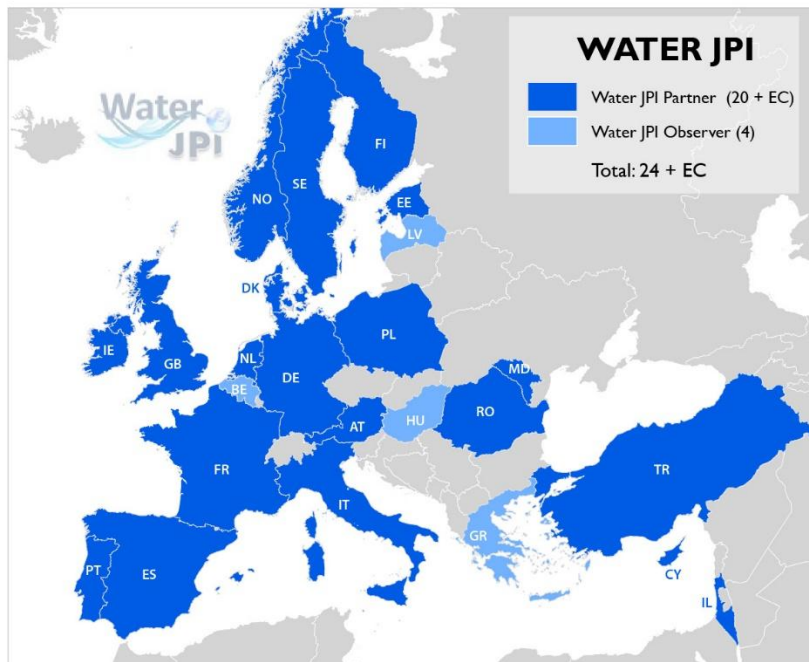 WATER JPI
Water JPI Partner (20 + EC)
Water JPI Observer (4)
Total: 24 + EC
Water
JPI
FI
SE
NO
EE
LV
DK
PL
IE
GB
NL
DE
MD
BE
HU
RO
AT
FR
TR
IT
GR
PT
ES
CY
IL